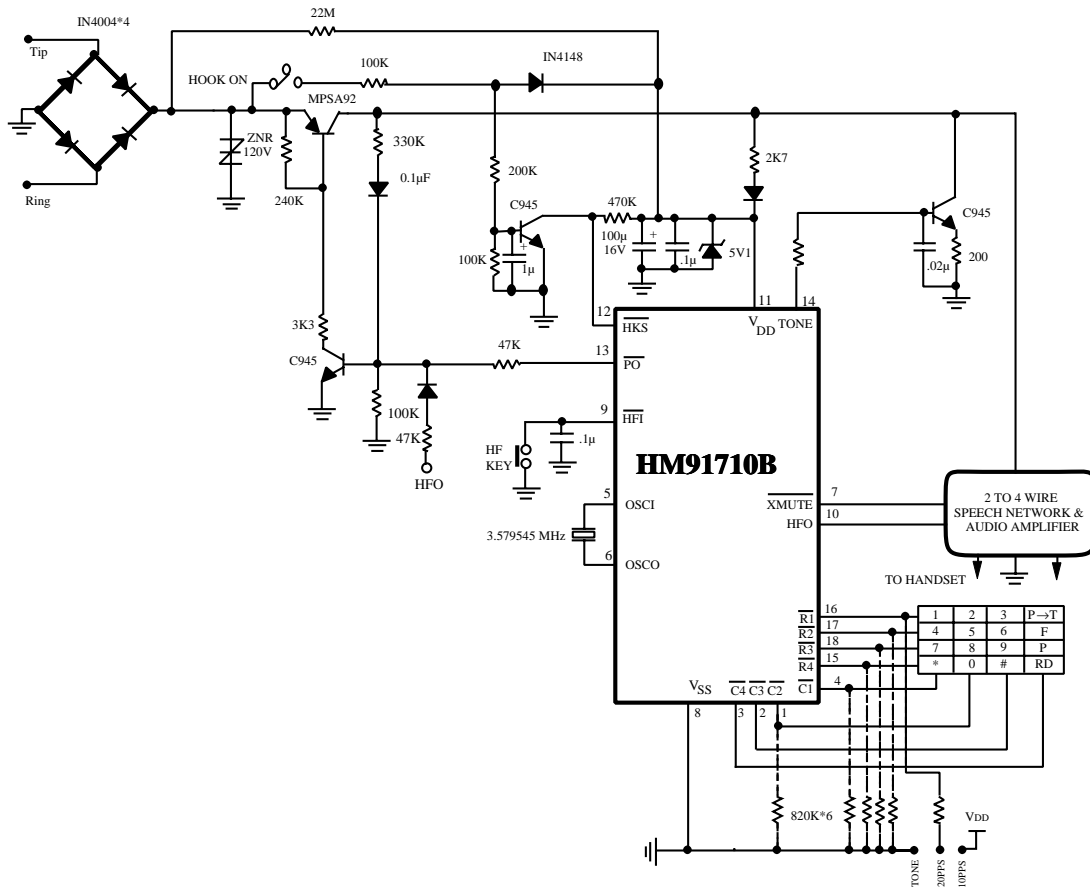 IN4004*4
22M
Tip
IN4148
100K
HOOK ON
MPSA92
ZNR
120V
330K
2K7
0.1µF
200K
240K
C945
470K
C945
100µ
16V
+
.1µ
5V1
100K
+
1µ
.02µ
200
Ring
12
11
14
HKS
VDD
TONE
3K3
C945
47K
13
PO
100K
47K
HFO
9
HFI
.1µ
HF
KEY
HM91710B
5
OSCI
3.579545 MHz
6
OSCO
XMUTE
7
HFO
10
2 TO 4 WIRE
SPEECH NETWORK &
AUDIO AMPLIFIER
TO HANDSET
R1
16
R2
17
R3
18
R4
15
C1
4
1 2 3 P→T
4 5 6 F
7 8 9 P
* 0 # RD
VSS
C4 C3 C2
8 3 2 1
820K*6
VDD
TONE
20PPS
10PPS